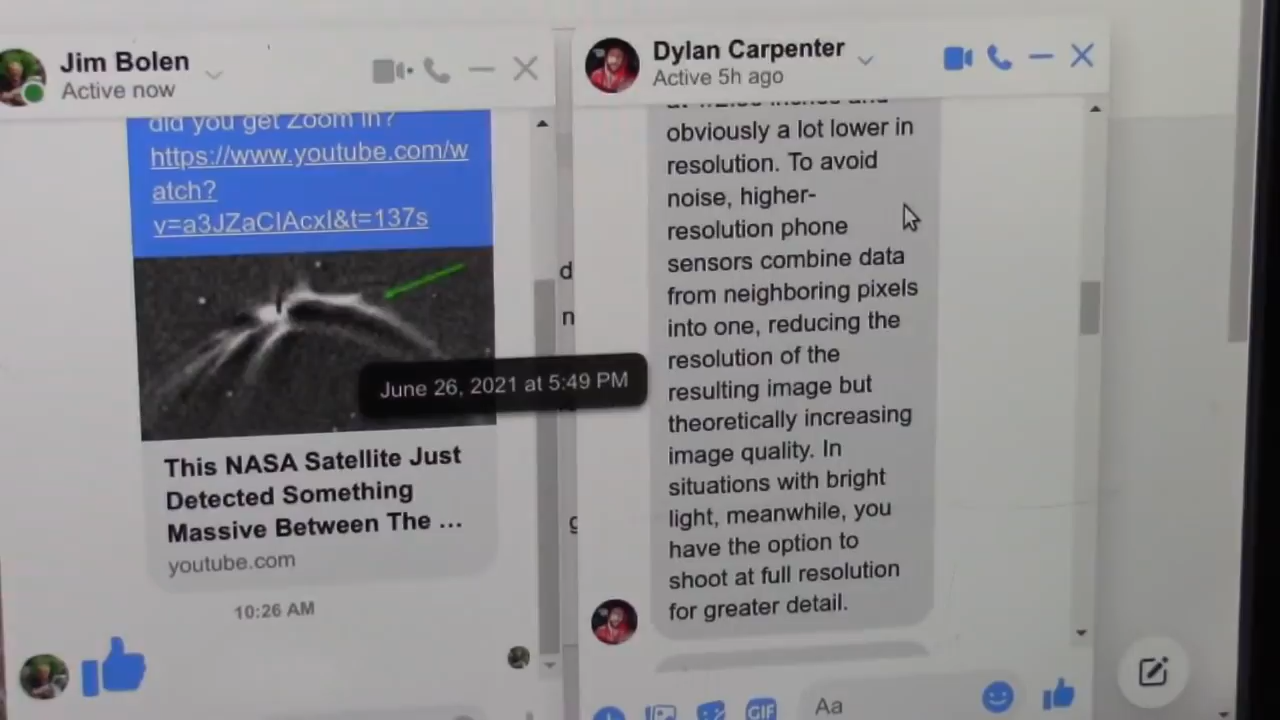 Jim Bolen
Active now
did you get Zoom in?
https://www.youtube.com/w
atch?
v=a3JZaClAcxI&t=137s
This NASA Satellite Just
Detected Something
Massive Between The ...
youtube.com
10:26 AM
June 26, 2021 at 5:49 PM
d
n
g
Dylan Carpenter
Active 5h ago
inches and
obviously a lot lower in
resolution. To avoid
noise, higher-
resolution phone
sensors combine data
from neighboring pixels
into one, reducing the
resolution of the
resulting image but
theoretically increasing
image quality. In
situations with bright
light, meanwhile, you
have the option to
shoot at full resolution
for greater detail.
GIF
Aa